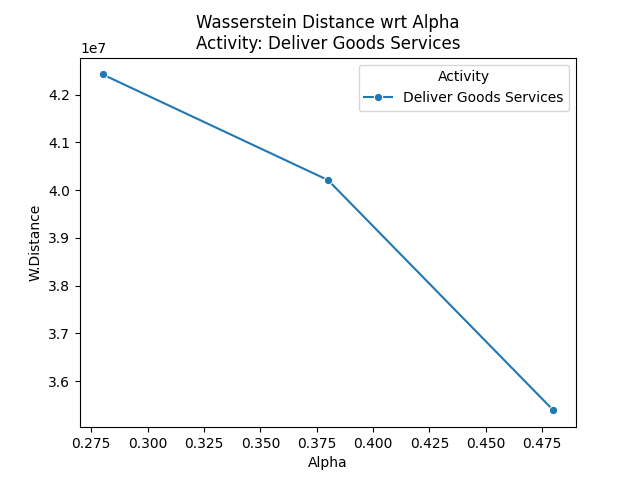 Wasserstein Distance wrt Alpha
Activity: Deliver Goods Services
1e7
Activity
Deliver Goods Services
4.2
4.1
4.0
3.9
3.8
3.7
3.6
W.Distance
0.275 0.300 0.325 0.350 0.375 0.400 0.425 0.450 0.475
Alpha